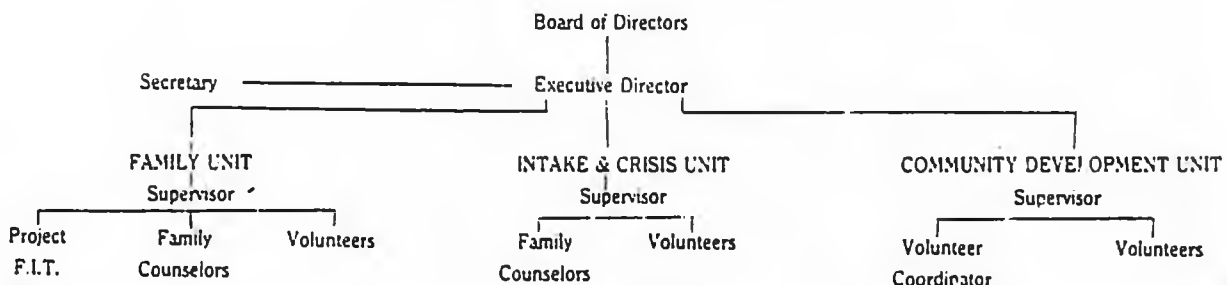 Board of Directors
Secretary Executive Director
FAMILY UNIT INTAKE & CRISIS UNIT COMMUNITY DEVELOPMENT UNIT
Supervisor Supervisor Supervisor
Project Family Volunteers Family Volunteers Volunteer Volunteers
F.I.T. Counselors Counselors Coordinator